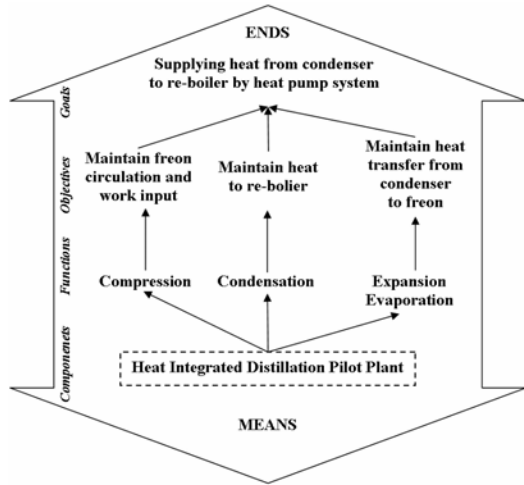 ENDS
Supplying heat from condenser
to re-boiler by heat pump system
Goals
Maintain freon
circulation and
work input
Maintain heat
to re-bolier
Maintain heat
transfer from
condenser
to freon
Objectives
Compression
Condensation
Expansion
Evaporation
Functions
Heat Integrated Distillation Pilot Plant
Componenets
MEANS